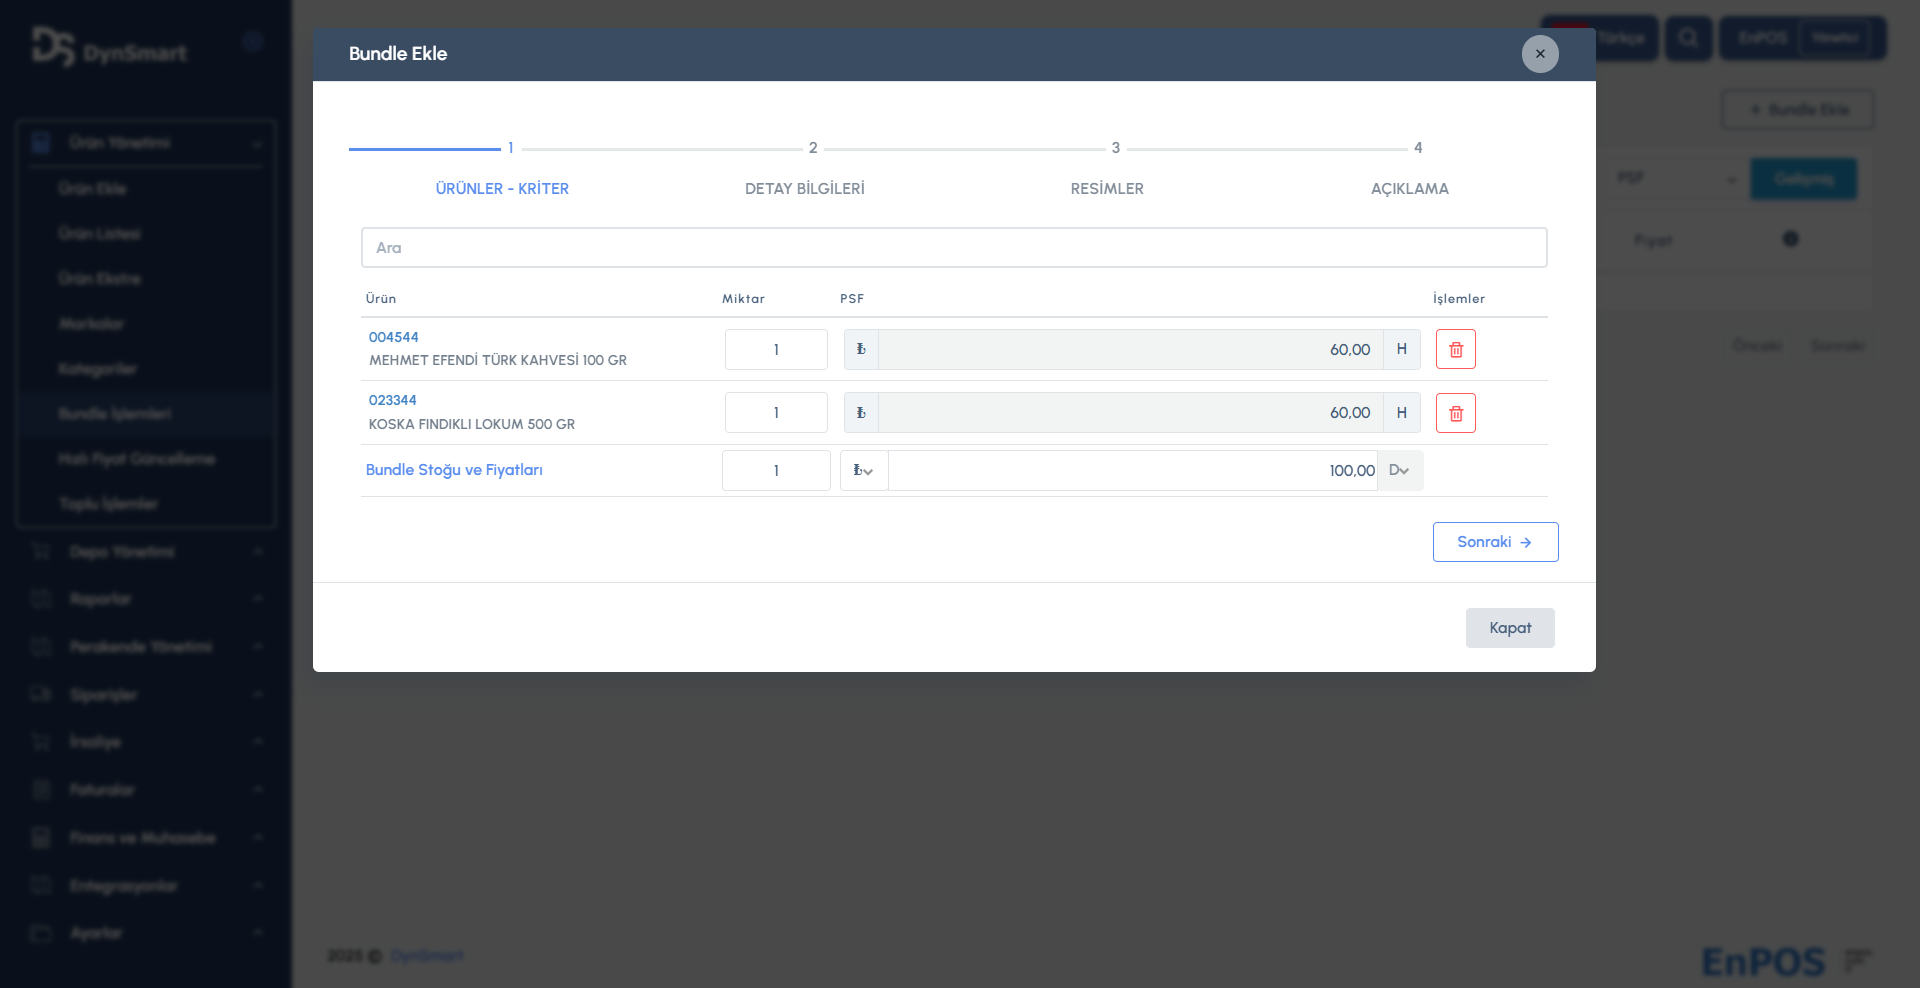 DynSmart
Türkçe
EnPOS
Yönetici
Bundle Ekle
×
+ Bundle Ekle
Ürün Yönetimi
Ürün Ekle
Ürün Listesi
Ürün Ekstre
Markalar
Kategoriler
Bundle İşlemleri
Hızlı Fiyat Güncelleme
Toplu İşlemler
Depo Yönetimi
Raporlar
Perakende Yönetimi
Siparişler
İrsaliye
Faturalar
Finans ve Muhasebe
Entegrasyonlar
Ayarlar
1
2
3
4
ÜRÜNLER - KRİTER
DETAY BİLGİLERİ
RESİMLER
AÇIKLAMA
PSF
Gelişmiş
Fiyat
Önceki
Sonraki
Ara
Ürün Miktar PSF İşlemler
004544
MEHMET EFENDİ TÜRK KAHVESİ 100 GR
1 ₺ 60,00 H
023344
KOSKA FINDIKLI LOKUM 500 GR
1 ₺ 60,00 H
Bundle Stoğu ve Fiyatları 1 ₺ 100,00 D
Sonraki →
Kapat
2025 © DynSmart
EnPOS